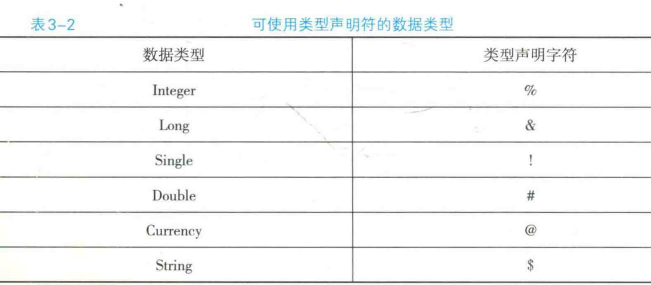 表3-2 可使用类型声明符的数据类型
数据类型 类型声明字符
Integer %
Long &
Single !
Double #
Currency @
String $